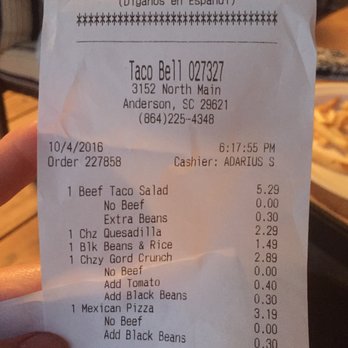 (Díganos en Español)
****************************************
Taco Bell 027327
3152 North Main
Anderson, SC 29621
(864)225-4348
10/4/2016 6:17:55 PM
Order 227858 Cashier: ADARIUS S
1 Beef Taco Salad 5.29
No Beef 0.00
Extra Beans 0.30
1 Chz Quesadilla 2.29
1 Blk Beans & Rice 1.49
1 Chzy Gord Crunch 2.89
No Beef 0.00
Add Tomato 0.40
Add Black Beans 0.30
1 Mexican Pizza 3.19
No Beef 0.00
Add Black Beans 0.30